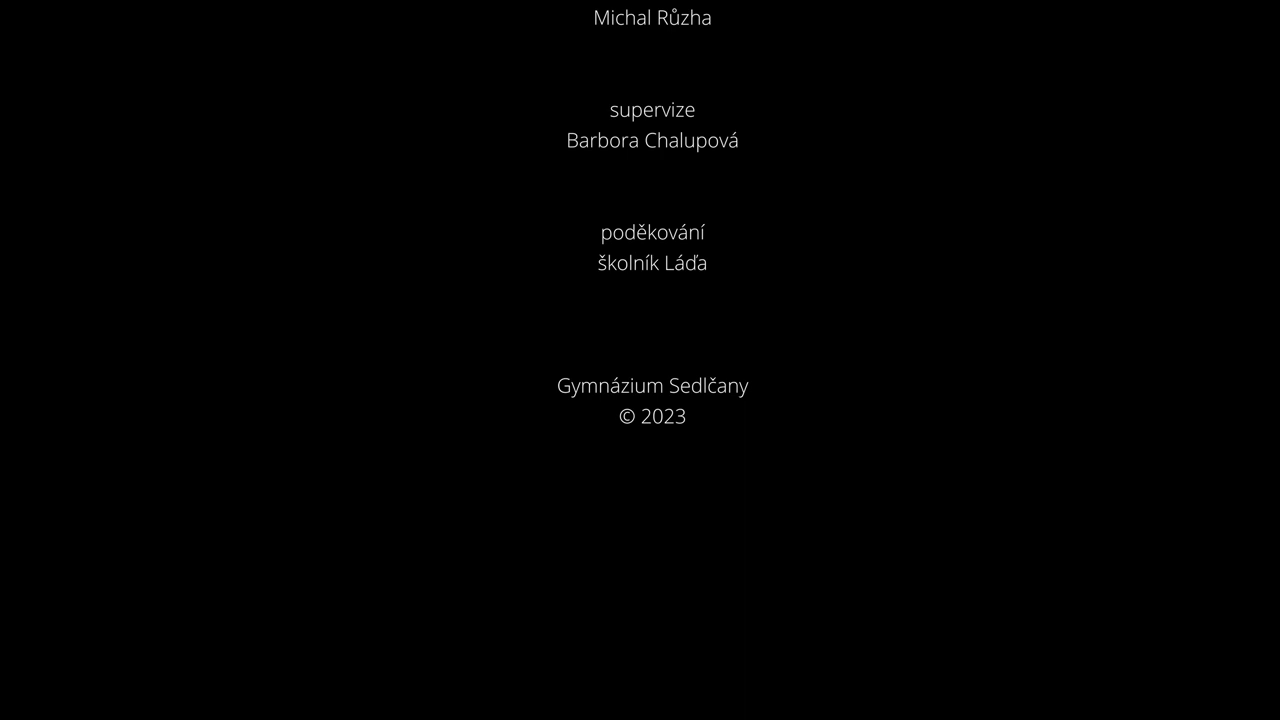 Michal Růzha
supervize
Barbora Chalupová
poděkování
školník Láďa
Gymnázium Sedlčany
© 2023